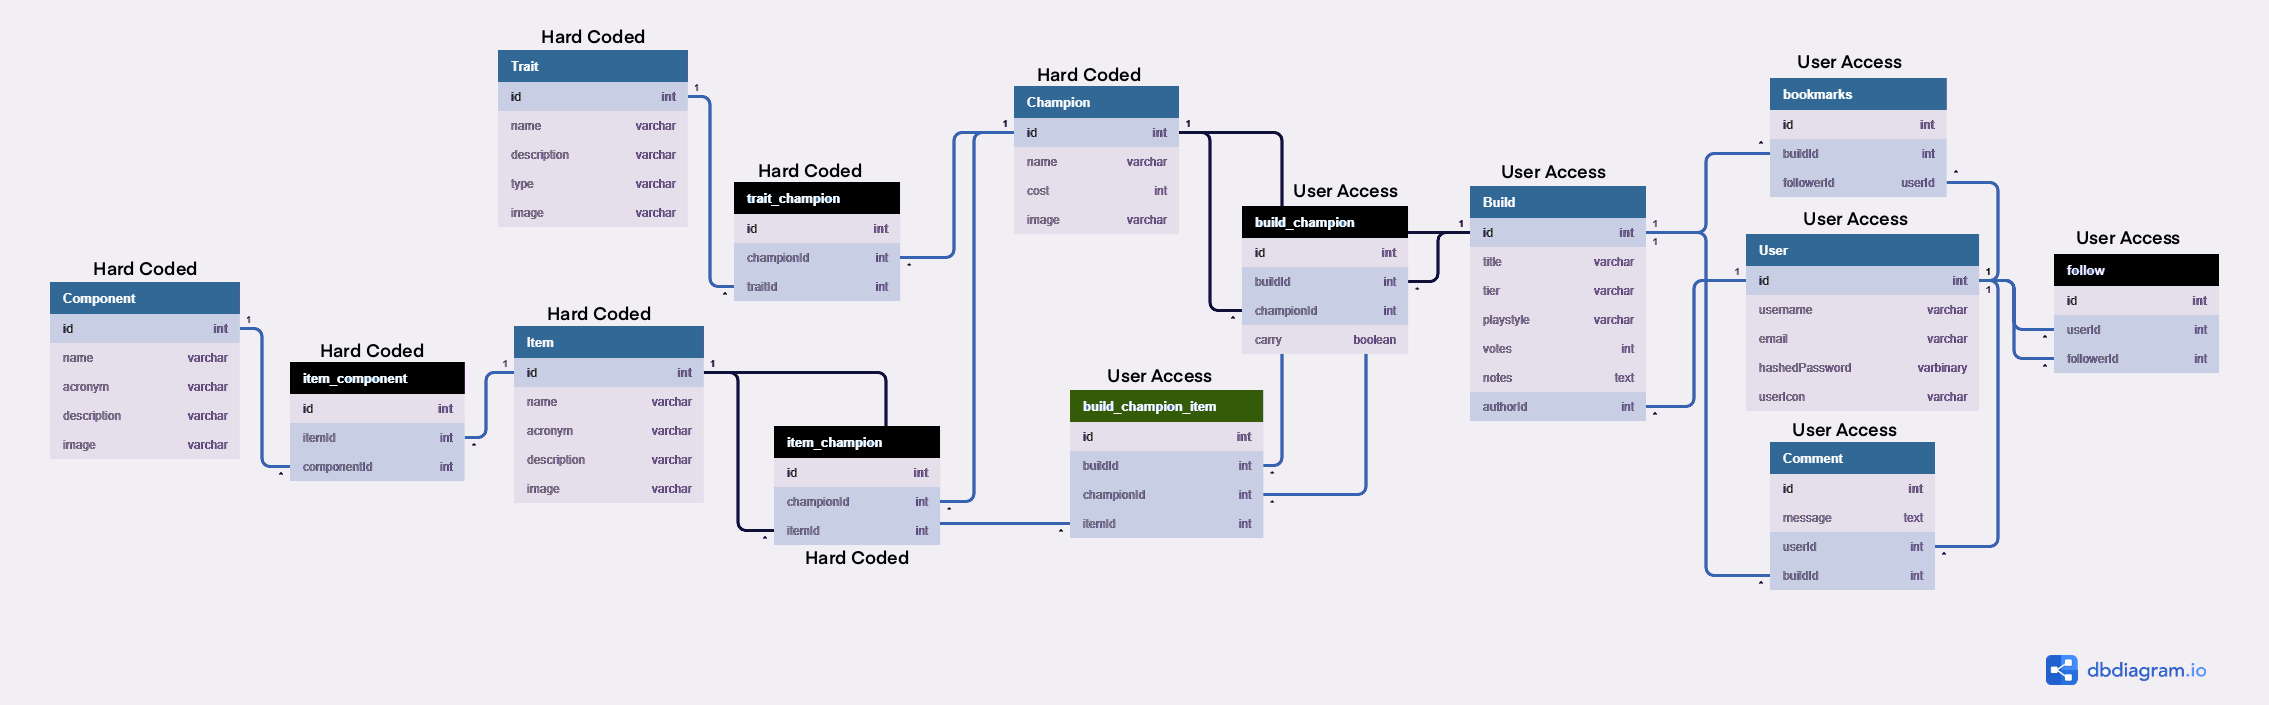 Hard Coded
Trait
id int
name varchar
description varchar
type varchar
image varchar
1
*
Hard Coded
trait_champion
id int
championId int
traitId int
*
Hard Coded
Component
id int
name varchar
acronym varchar
description varchar
image varchar
1
*
Hard Coded
item_component
id int
itemId int
componentId int
*
1
Hard Coded
Item
id int
name varchar
acronym varchar
description varchar
image varchar
1
*
item_champion
id int
championId int
itemId int
*
Hard Coded
1
Hard Coded
Champion
id int
name varchar
cost int
image varchar
1
*
User Access
build_champion
id int
buildId int
championId int
carry boolean
*
User Access
build_champion_item
id int
buildId int
championId int
itemId int
*
*
*
1
User Access
Build
id int
title varchar
tier varchar
playstyle varchar
votes int
notes text
authorId int
1
1
*
User Access
bookmarks
id int
buildId int
followerId userId
*
*
1
User Access
User
id int
username varchar
email varchar
hashedPassword varbinary
userIcon varchar
1
1
User Access
Comment
id int
message text
userId int
buildId int
*
*
User Access
follow
id int
userId int
followerId int
*
*
dbdiagram.io